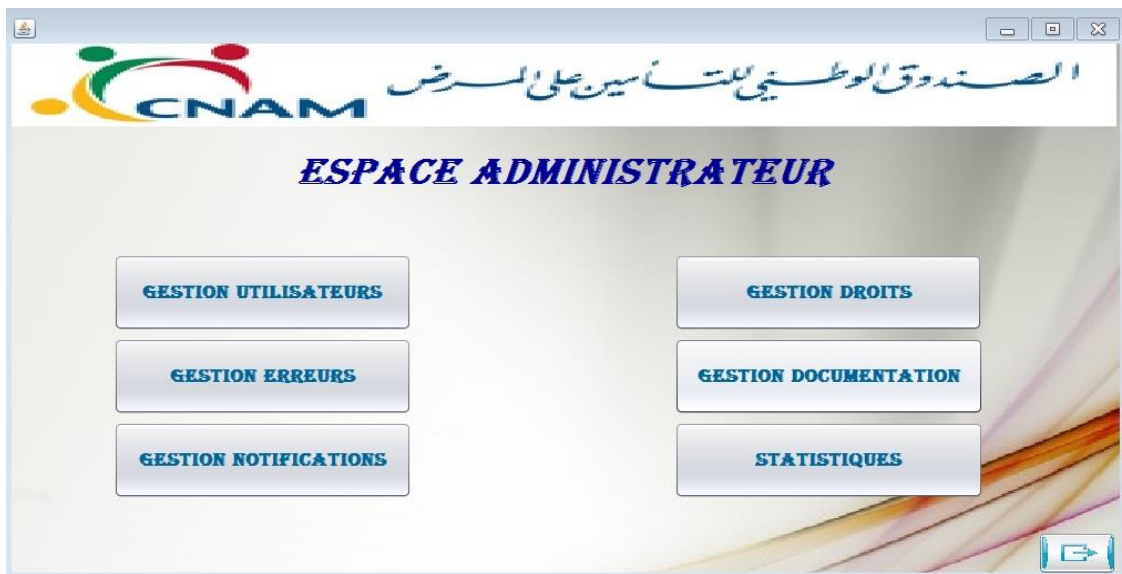 CNAM
الصندوق الوطني للتأمين على المرض
ESPACE ADMINISTRATEUR
GESTION UTILISATEURS
GESTION DROITS
GESTION ERREURS
GESTION DOCUMENTATION
GESTION NOTIFICATIONS
STATISTIQUES